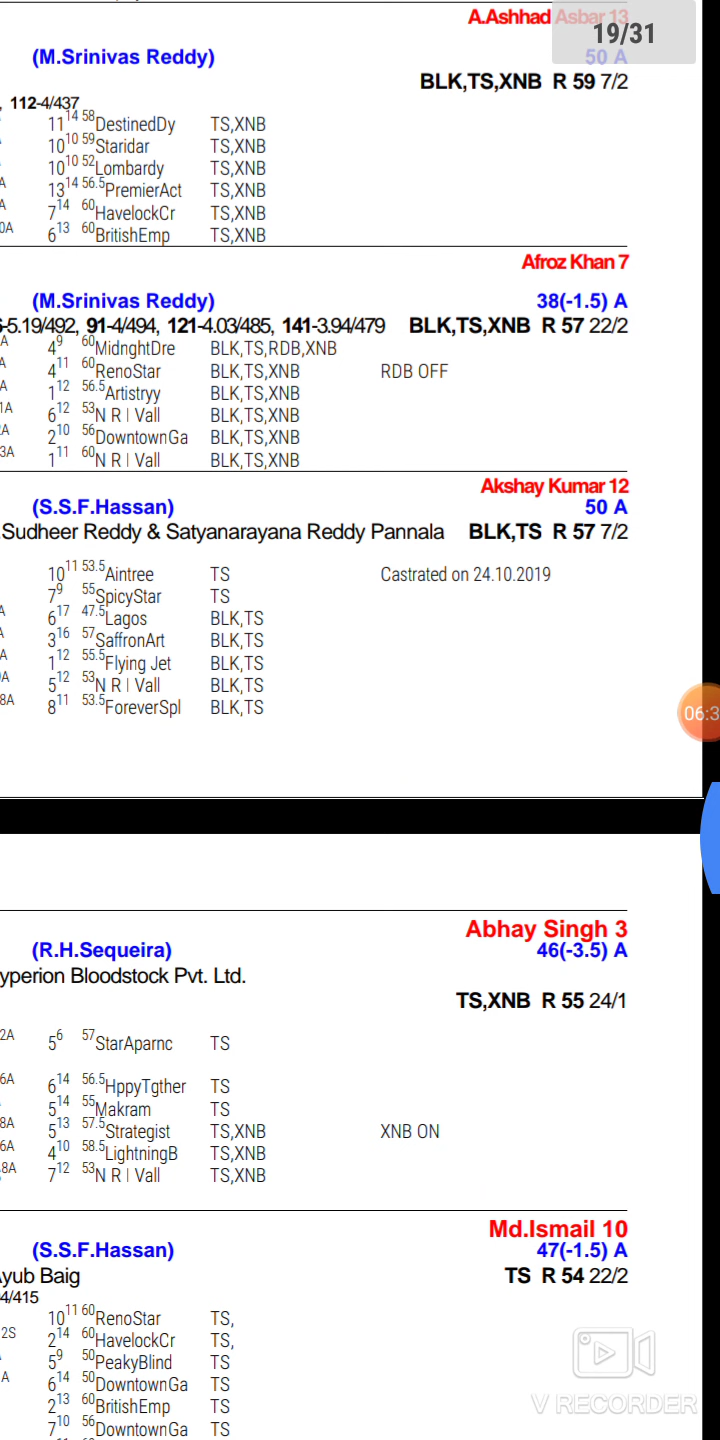 A.Ashhad Asbar 13
19/31
(M.Srinivas Reddy) 50 A
BLK,TS,XNB R 59 7/2
, 112-4/437
11 14 58 DestinedDy TS,XNB
10 10 59 Staridar TS,XNB
10 10 52 Lombardy TS,XNB
A 13 14 56.5 PremierAct TS,XNB
A 7 14 60 HavelockCr TS,XNB
0A 6 13 60 BritishEmp TS,XNB
Afroz Khan 7
(M.Srinivas Reddy) 38(-1.5) A
-5.19/492, 91-4/494, 121-4.03/485, 141-3.94/479 BLK,TS,XNB R 57 22/2
A 4 9 60 MidnghtDre BLK,TS,RDB,XNB
A 4 11 60 RenoStar BLK,TS,XNB RDB OFF
A 1 12 56.5 Artistryy BLK,TS,XNB
1A 6 12 53 N R I Vall BLK,TS,XNB
A 2 10 56 DowntownGa BLK,TS,XNB
3A 1 11 60 N R I Vall BLK,TS,XNB
Akshay Kumar 12
(S.S.F.Hassan) 50 A
.Sudheer Reddy & Satyanarayana Reddy Pannala BLK,TS R 57 7/2
10 11 53.5 Aintree TS Castrated on 24.10.2019
7 9 55 SpicyStar TS
A 6 17 47.5 Lagos BLK,TS
A 3 16 57 SaffronArt BLK,TS
A 1 12 55.5 Flying Jet BLK,TS
A 5 12 53 N R I Vall BLK,TS
8A 8 11 53.5 ForeverSpl BLK,TS
06:3
Abhay Singh 3
(R.H.Sequeira) 46(-3.5) A
yperion Bloodstock Pvt. Ltd.
TS,XNB R 55 24/1
2A 5 6 57 StarAparnc TS
6A 6 14 56.5 HppyTgther TS
5 14 55 Makram TS
8A 5 13 57.5 Strategist TS,XNB XNB ON
6A 4 10 58.5 LightningB TS,XNB
8A 7 12 53 N R I Vall TS,XNB
Md.Ismail 10
(S.S.F.Hassan) 47(-1.5) A
yub Baig TS R 54 22/2
4/415
10 11 60 RenoStar TS,
2S 2 14 60 HavelockCr TS,
5 9 50 PeakyBlind TS
A 6 14 50 DowntownGa TS
2 13 60 BritishEmp TS
7 10 56 DowntownGa TS
V RECORDER